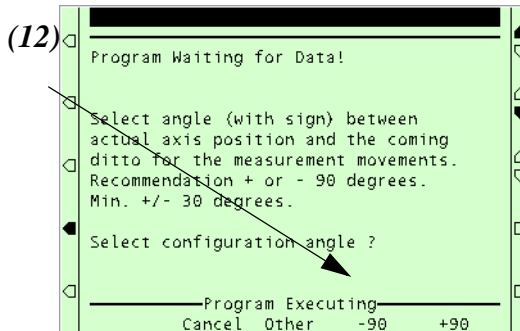 (12)
Program Waiting for Data!
Select angle (with sign) between
actual axis position and the coming
ditto for the measurement movements.
Recommendation + or - 90 degrees.
Min. +/- 30 degrees.
Select configuration angle ?
Program Executing
Cancel Other -90 +90